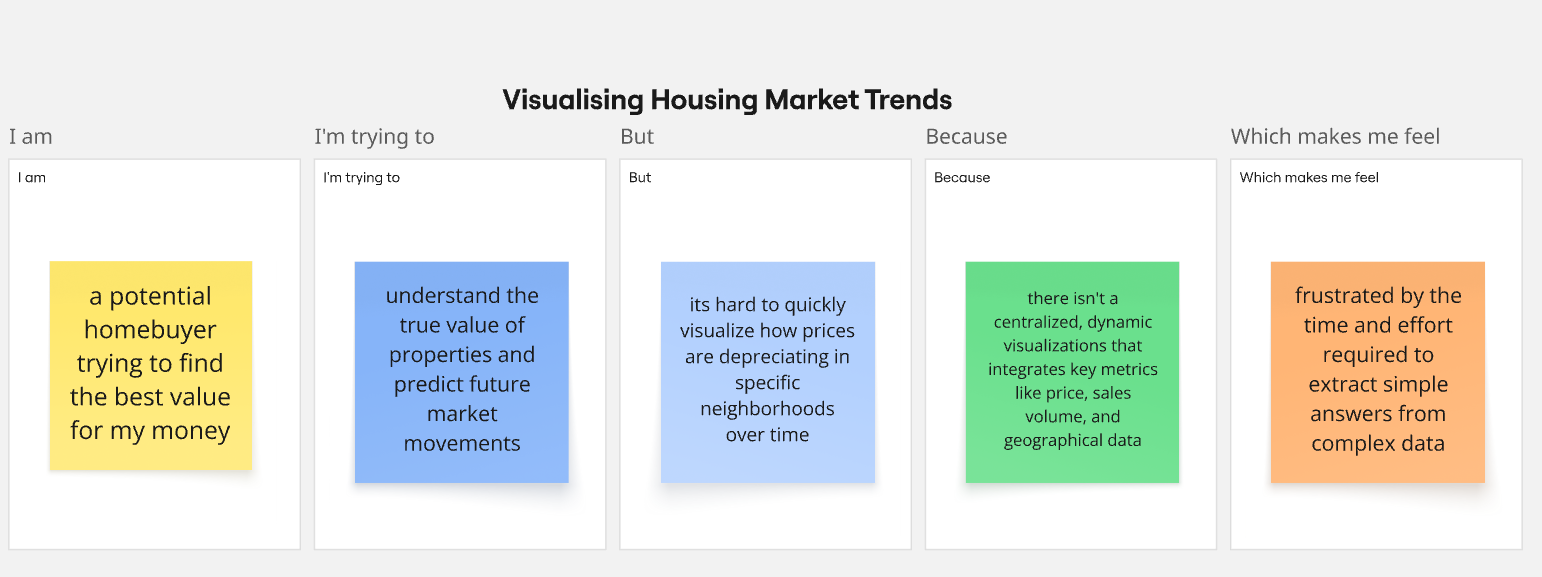 Visualising Housing Market Trends
I am
I'm trying to
But
Because
Which makes me feel
I am
I'm trying to
But
Because
Which makes me feel
a potential
homebuyer
trying to find
the best value
for my money
understand the
true value of
properties and
predict future
market
movements
its hard to quickly
visualize how prices
are depreciating in
specific
neighborhoods
over time
there isn't a
centralized, dynamic
visualizations that
integrates key metrics
like price, sales
volume, and
geographical data
frustrated by the
time and effort
required to
extract simple
answers from
complex data